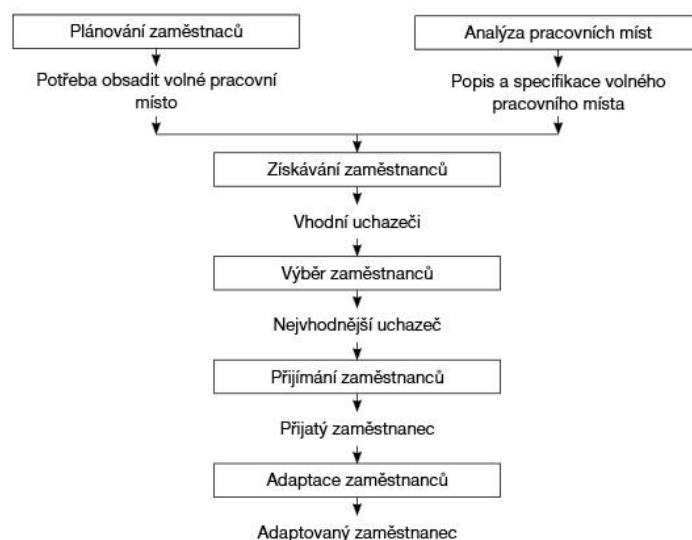 Plánování zaměstnaců
Analýza pracovních míst
Potřeba obsadit volné pracovní
místo
Popis a specifikace volného
pracovního místa
Získávání zaměstnanců
Vhodní uchazeči
Výběr zaměstnanců
Nejvhodnější uchazeč
Přijímání zaměstnanců
Přijatý zaměstnanec
Adaptace zaměstnanců
Adaptovaný zaměstnanec